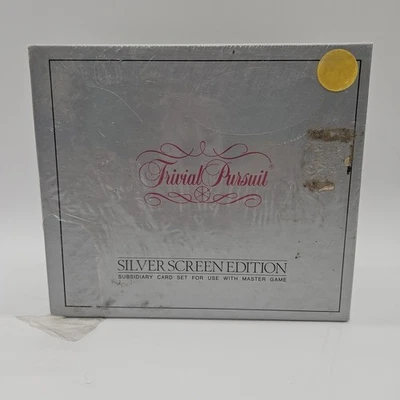 Trivial Pursuit
SILVER SCREEN EDITION
SUBSIDIARY CARD SET FOR USE WITH MASTER GAME